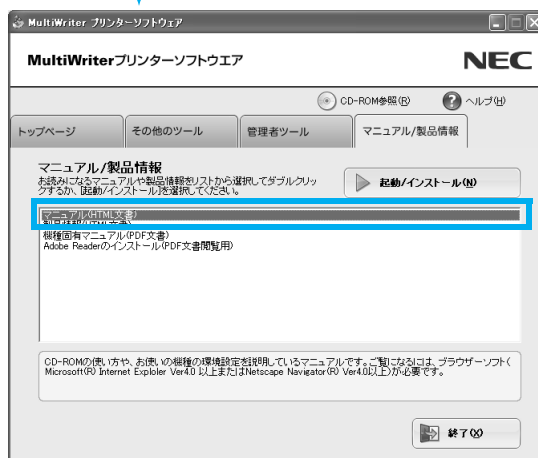 MultiWriter プリンターソフトウエア
MultiWriterプリンターソフトウエア
NEC
CD-ROM参照(R)
ヘルプ(H)
トップページ
その他のツール
管理者ツール
マニュアル/製品情報
マニュアル/製品情報
お読みになるマニュアルや製品情報をリストから選択してダブルクリッ
クするか、[起動/インストール]を選択してください。
起動/インストール(N)
マニュアル(HTML文書)
製品情報(HTML文書)
機種固有マニュアル(PDF文書)
Adobe Readerのインストール(PDF文書閲覧用)
CD-ROMの使い方や、お使いの機種の環境設定を説明しているマニュアルです。ご覧になるには、ブラウザーソフト(
Microsoft(R) Internet Exploler Ver4.0 以上またはNetscape Navigator(R) Ver4.0以上)が必要です。
終了(X)